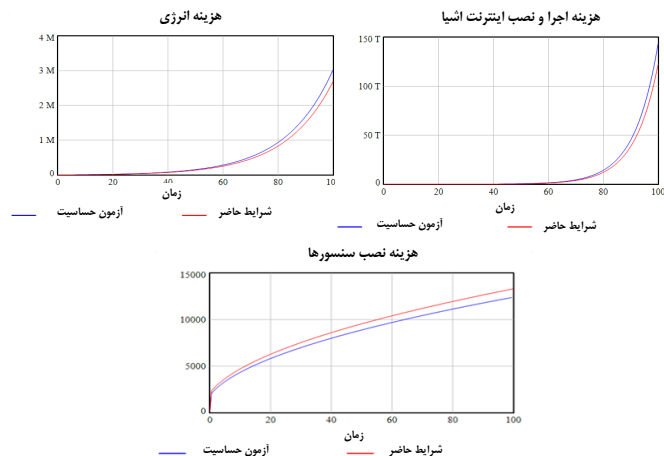 هزینه انرژی
4 M
3 M
2 M
1 M
0
0 20 40 60 80 100
زمان
آزمون حساسیت شرایط حاضر
هزینه اجرا و نصب اینترنت اشیا
150 T
100 T
50 T
0
0 20 40 60 80 100
زمان
آزمون حساسیت شرایط حاضر
هزینه نصب سنسورها
15000
10000
5000
0
0 20 40 60 80 100
زمان
آزمون حساسیت شرایط حاضر